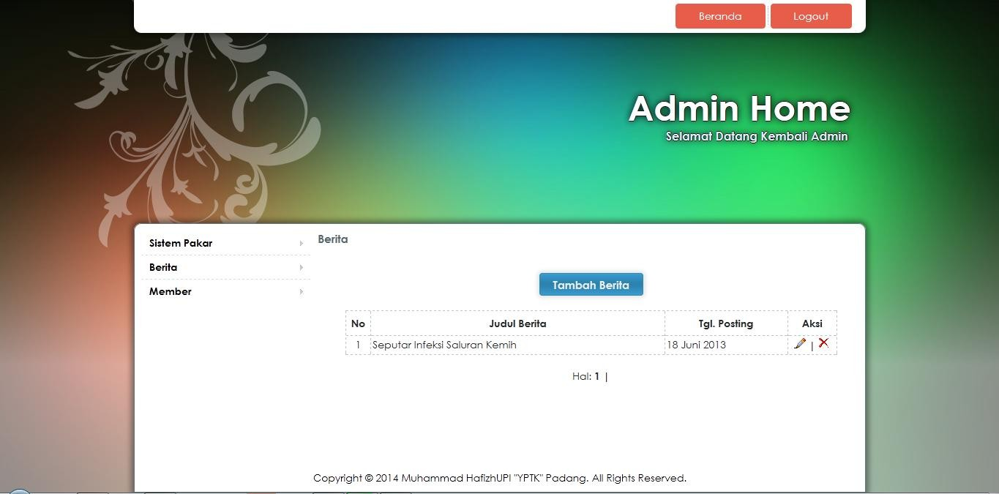 Beranda Logout
Admin Home
Selamat Datang Kembali Admin
Sistem Pakar
Berita
Member
Berita
Tambah Berita
No Judul Berita Tgl. Posting Aksi
1 Seputar Infeksi Saluran Kemih 18 Juni 2013 |
Hal: 1 |
Copyright © 2014 Muhammad HafizhUPI "YPTK" Padang. All Rights Reserved.